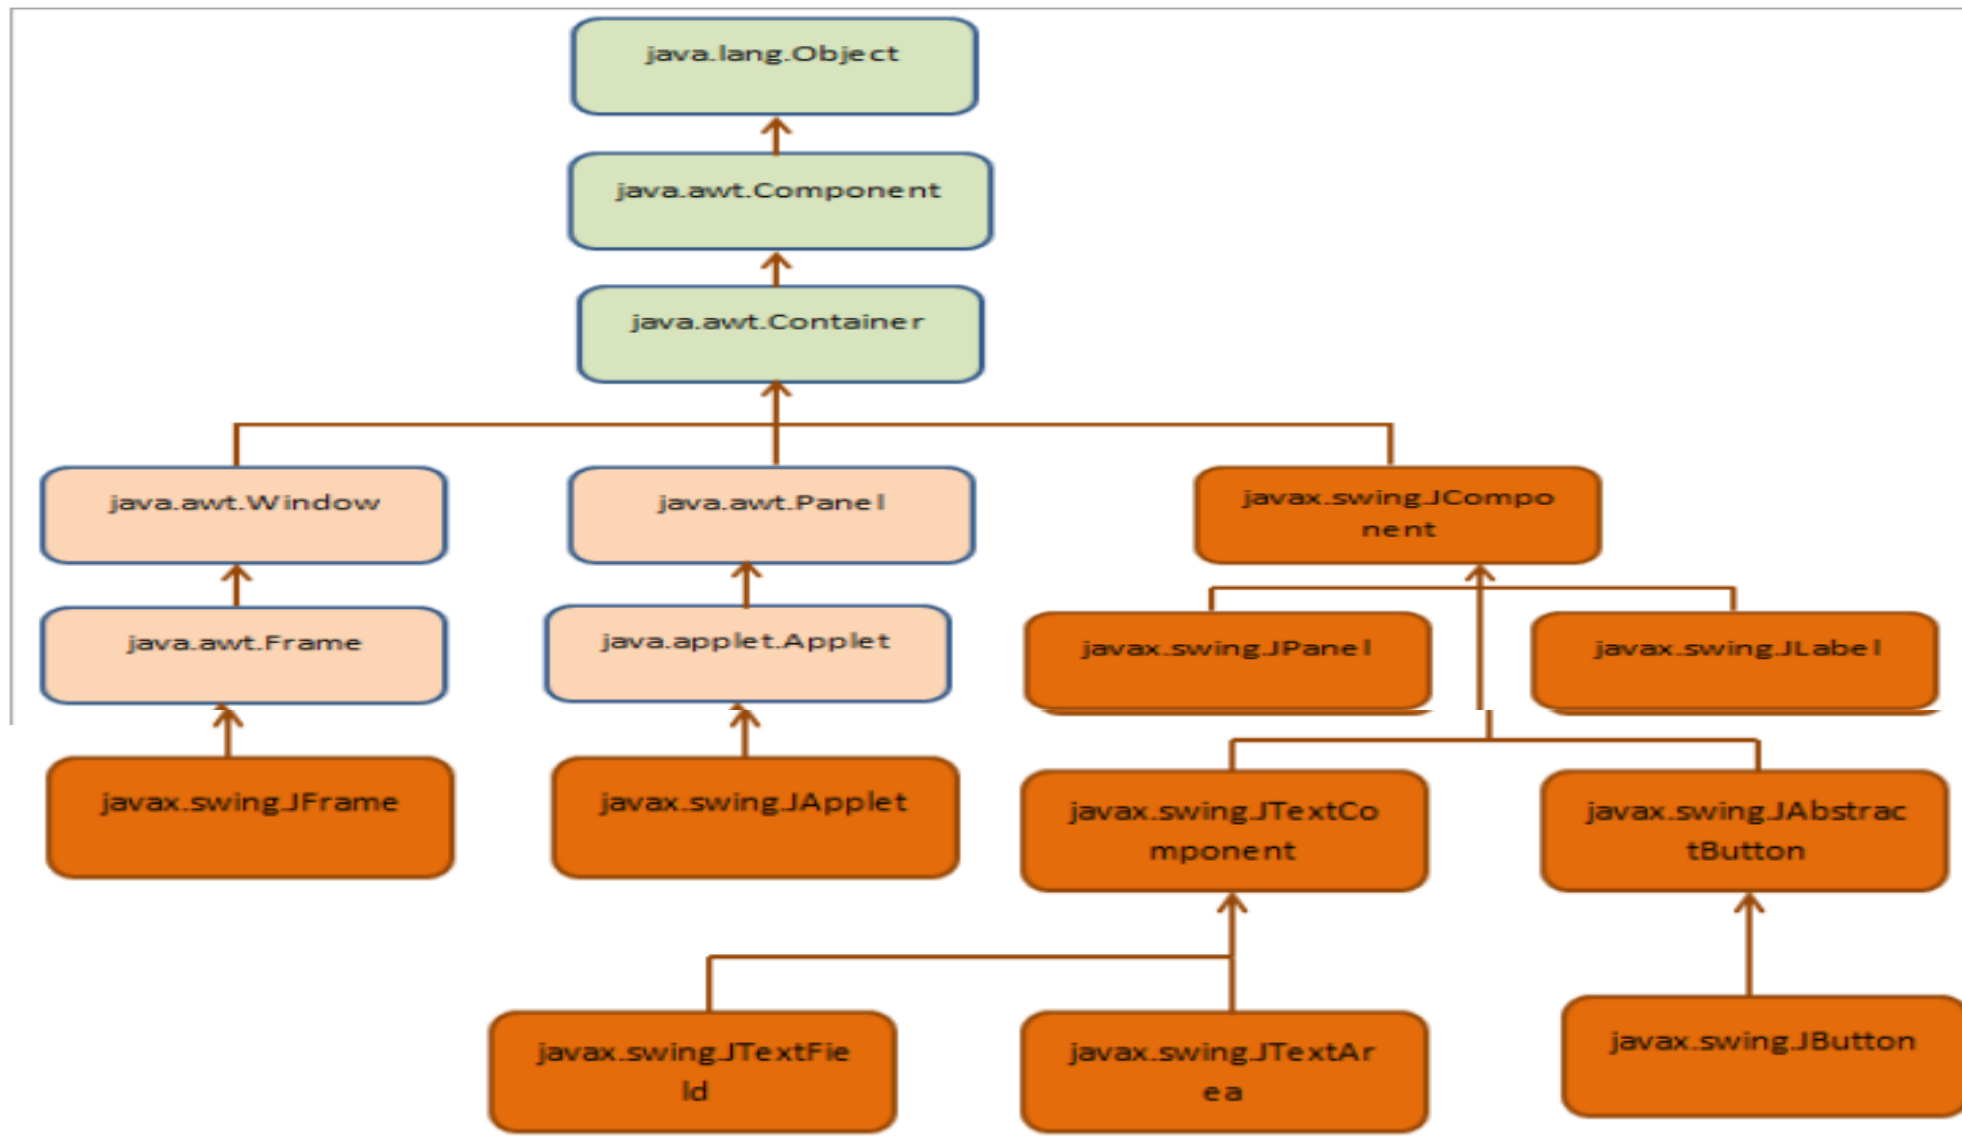 java.lang.Object
java.awt.Component
java.awt.Container
java.awt.Window
java.awt.Panel
javax.swing.JCompo
nent
java.awt.Frame
java.applet.Applet
javax.swing.JPanel
javax.swing.JLabel
javax.swing.JFrame
javax.swing.JApplet
javax.swing.JTextCo
mponent
javax.swing.JAbstrac
tButton
javax.swing.JTextFie
ld
javax.swing.JTextAr
ea
javax.swing.JButton